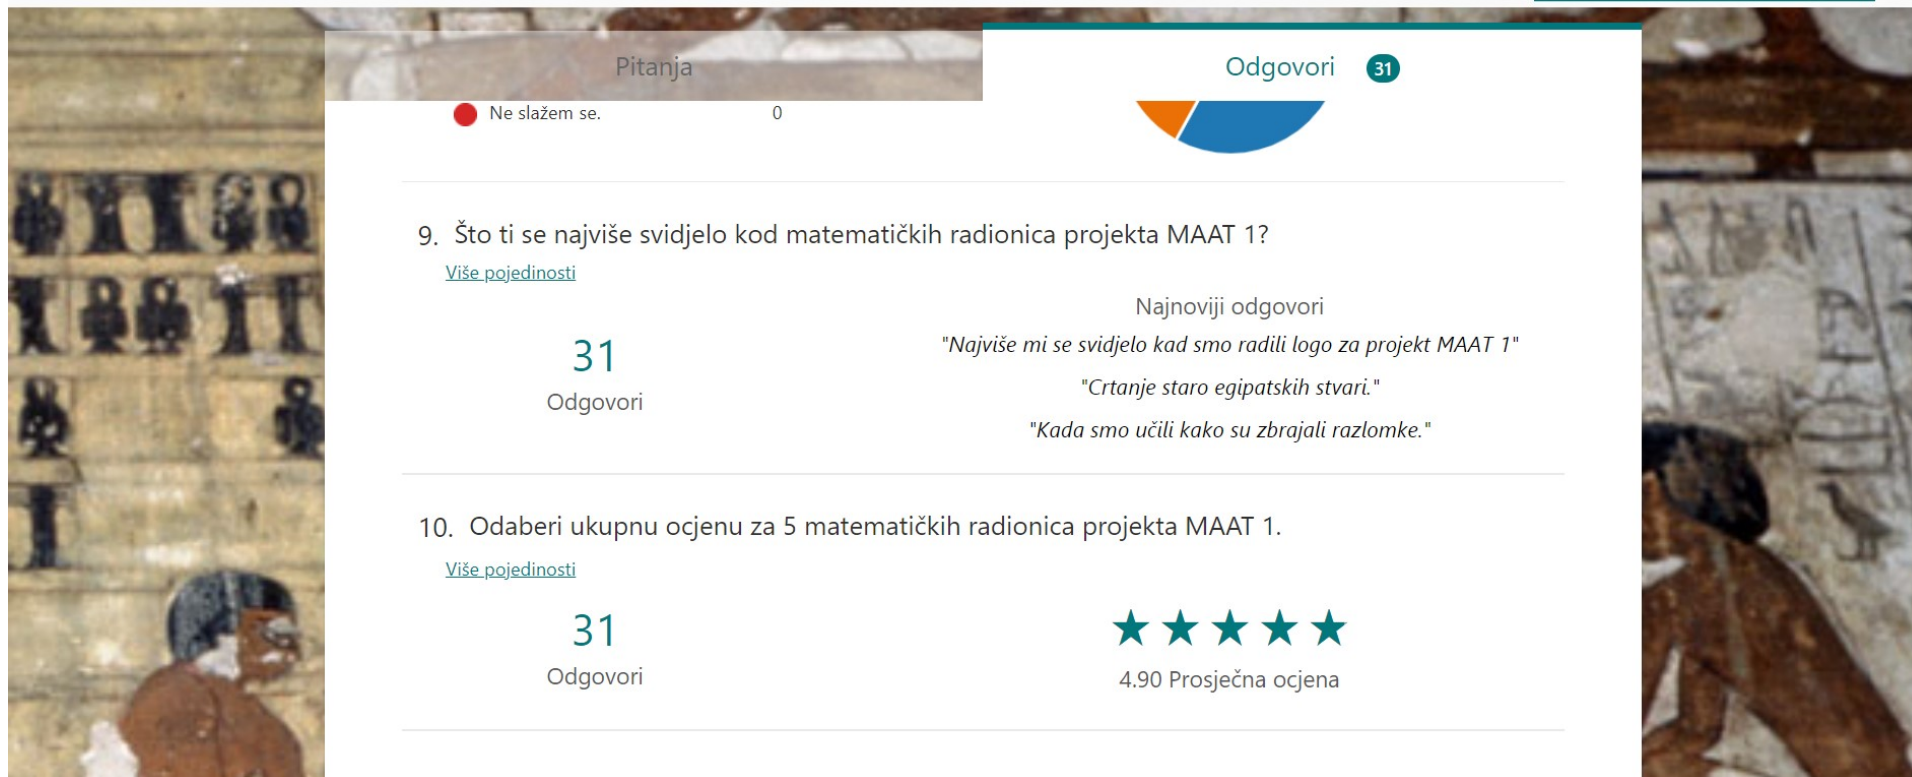 Pitanja
Odgovori 31
Ne slažem se. 0
9. Što ti se najviše svidjelo kod matematičkih radionica projekta MAAT 1?
Više pojedinosti
31
Odgovori
Najnoviji odgovori
"Najviše mi se svidjelo kad smo radili logo za projekt MAAT 1"
"Crtanje staro egipatskih stvari."
"Kada smo učili kako su zbrajali razlomke."
10. Odaberi ukupnu ocjenu za 5 matematičkih radionica projekta MAAT 1.
Više pojedinosti
31
Odgovori
4.90 Prosječna ocjena